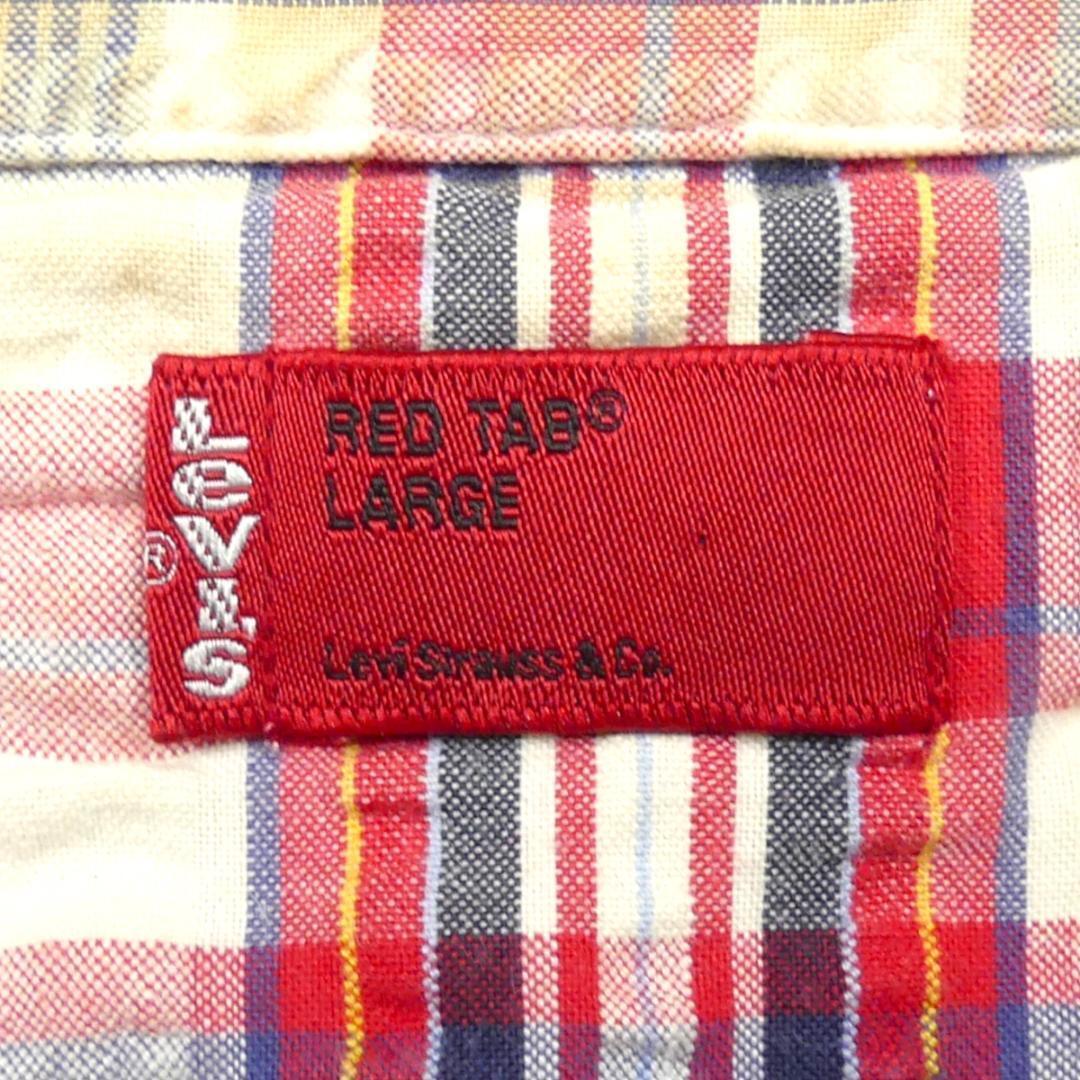 LEVI'S®
RED TAB®
LARGE
Levi Strauss & Co.